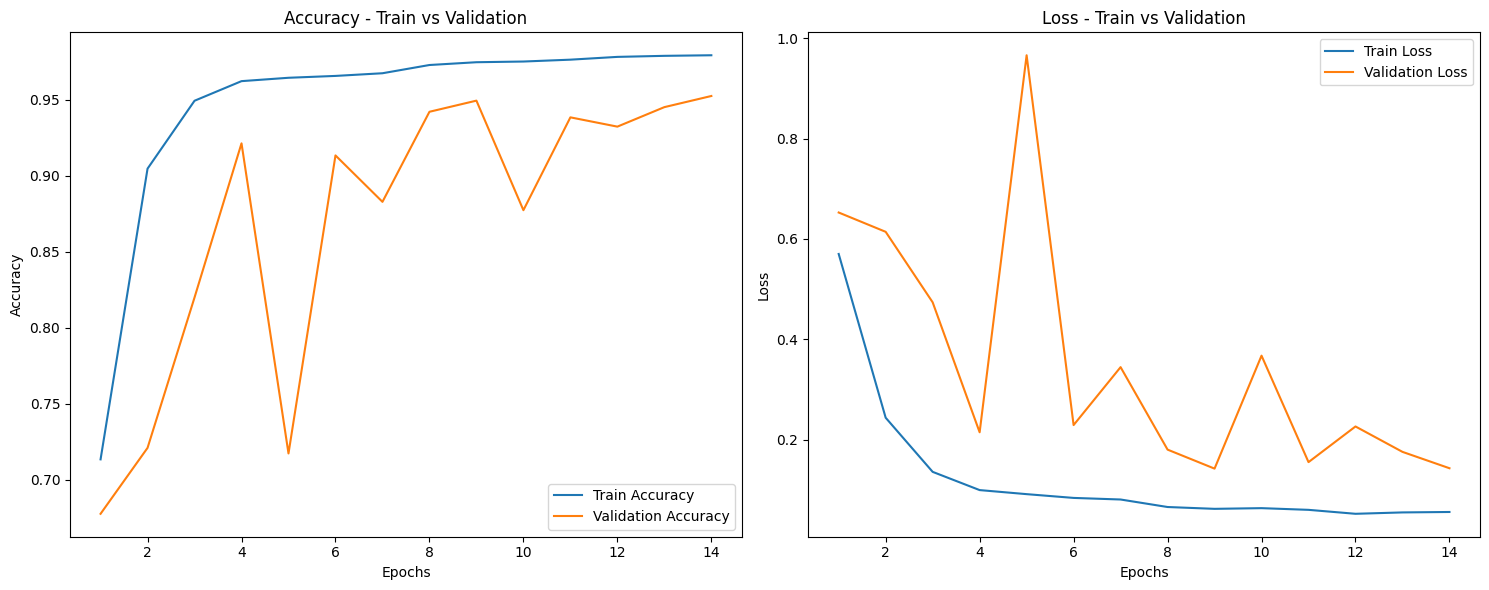 Accuracy - Train vs Validation
0.95
0.90
0.85
0.80
0.75
0.70
Accuracy
Train Accuracy
Validation Accuracy
2 4 6 8 10 12 14
Epochs
Loss - Train vs Validation
1.0
0.8
0.6
0.4
0.2
Loss
Train Loss
Validation Loss
2 4 6 8 10 12 14
Epochs